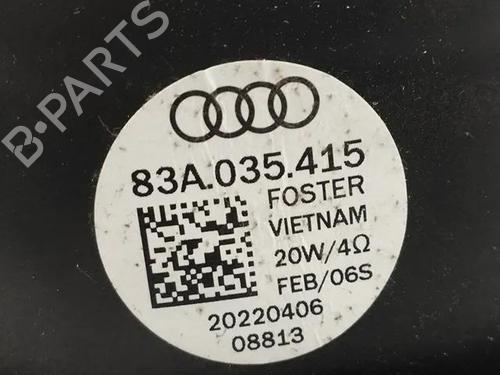 B-PARTS
83A.035.415
FOSTER
VIETNAM
20W/4Ω
FEB/06S
20220406
08813